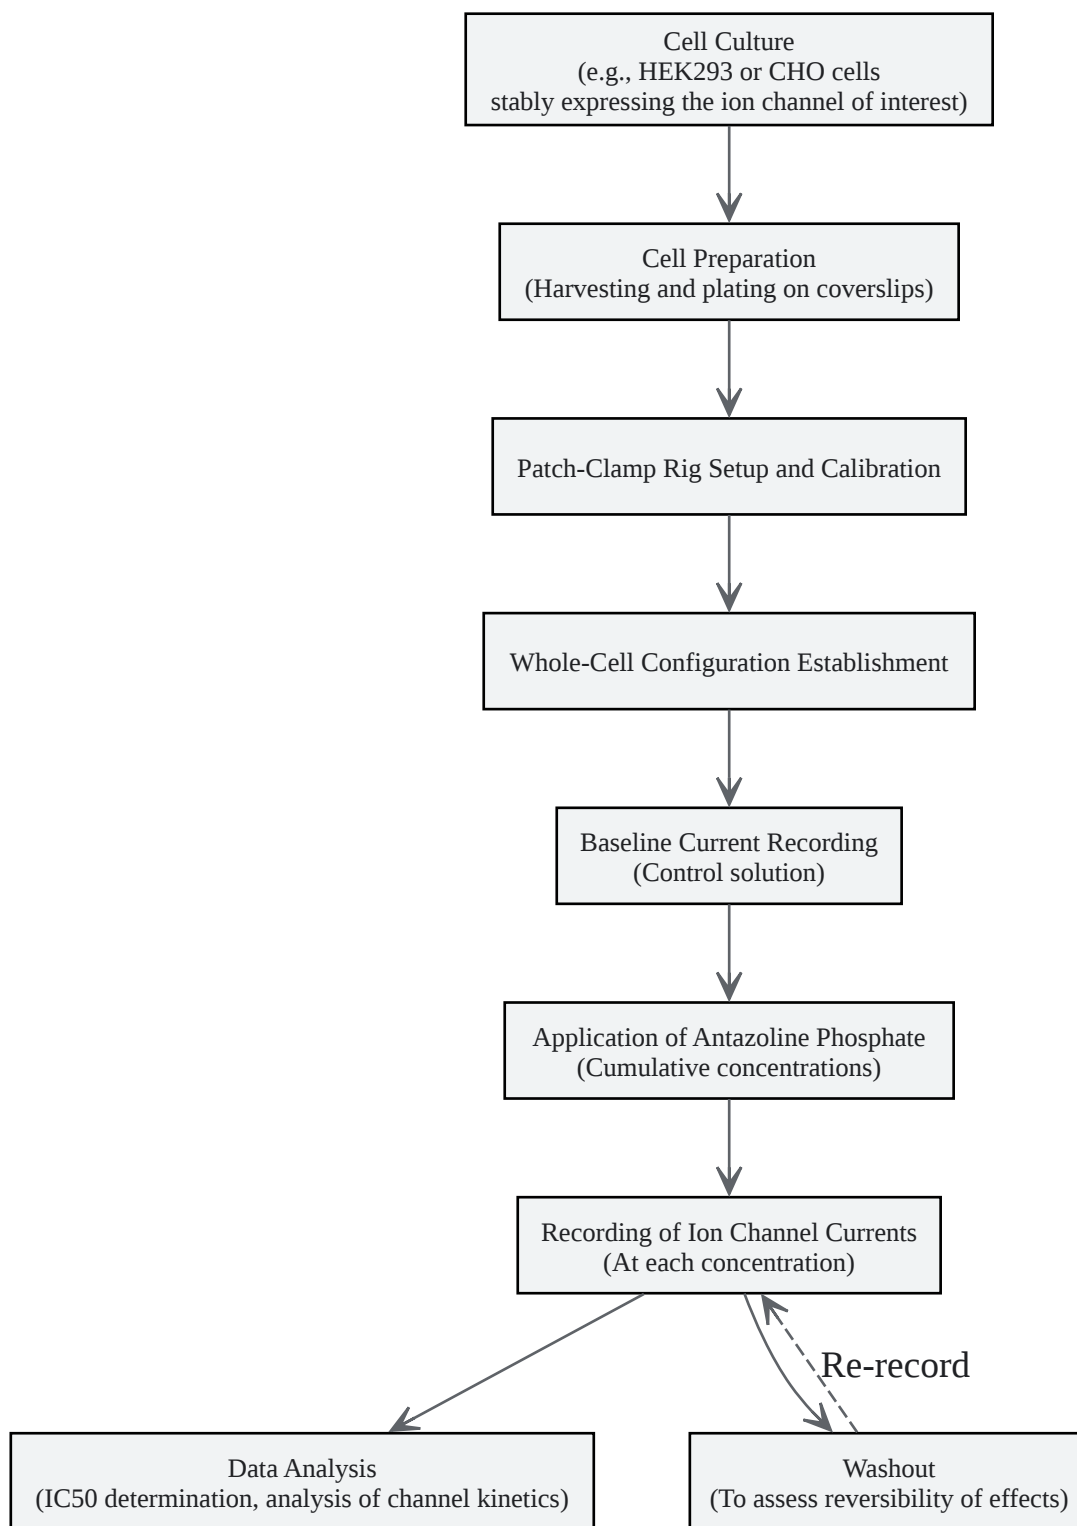 Cell Culture
(e.g., HEK293 or CHO cells
stably expressing the ion channel of interest)
Cell Preparation
(Harvesting and plating on coverslips)
Patch-Clamp Rig Setup and Calibration
Whole-Cell Configuration Establishment
Baseline Current Recording
(Control solution)
Application of Antazoline Phosphate
(Cumulative concentrations)
Recording of Ion Channel Currents
(At each concentration)
Re-record
Data Analysis
(IC50 determination, analysis of channel kinetics)
Washout
(To assess reversibility of effects)